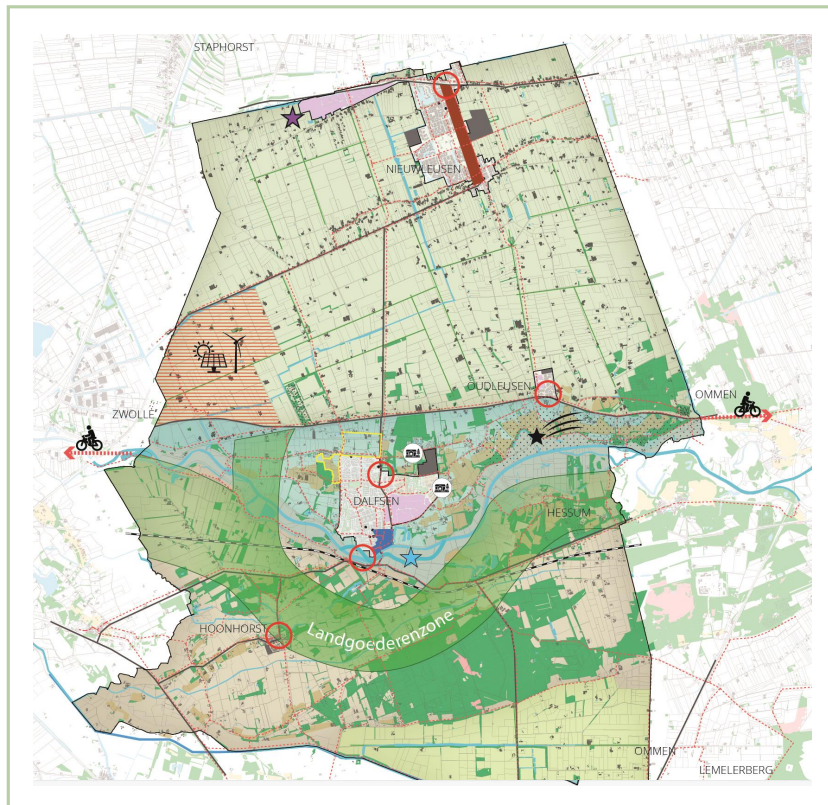 STAPHORST
NIEUWLEUSEN
OUDLEUSEN
OMMEN
ZWOLLE
DALFSEN
HESSUM
HOONHORST
Landgoederenzone
OMMEN
LEMELERBERG